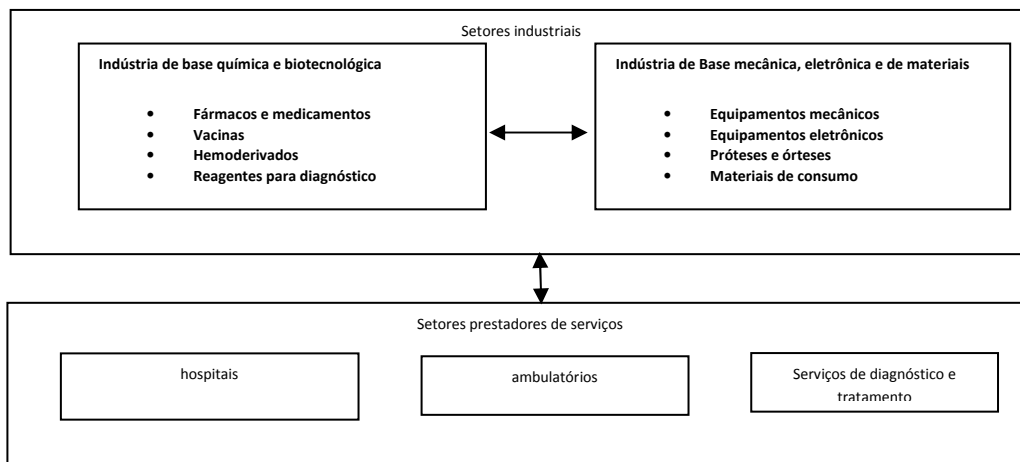 Setores industriais
Indústria de base química e biotecnológica
• Fármacos e medicamentos
• Vacinas
• Hemoderivados
• Reagentes para diagnóstico
Indústria de Base mecânica, eletrônica e de materiais
• Equipamentos mecânicos
• Equipamentos eletrônicos
• Próteses e órteses
• Materiais de consumo
Setores prestadores de serviços
hospitais
ambulatórios
Serviços de diagnóstico e
tratamento